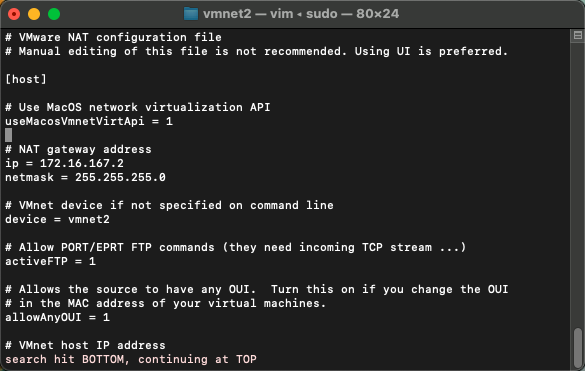 vmnet2 — vim ◂ sudo — 80×24
# VMware NAT configuration file
# Manual editing of this file is not recommended. Using UI is preferred.
[host]
# Use MacOS network virtualization API
useMacosVmnetVirtApi = 1
# NAT gateway address
ip = 172.16.167.2
netmask = 255.255.255.0
# VMnet device if not specified on command line
device = vmnet2
# Allow PORT/EPRT FTP commands (they need incoming TCP stream ...)
activeFTP = 1
# Allows the source to have any OUI.  Turn this on if you change the OUI
# in the MAC address of your virtual machines.
allowAnyOUI = 1
# VMnet host IP address
search hit BOTTOM, continuing at TOP